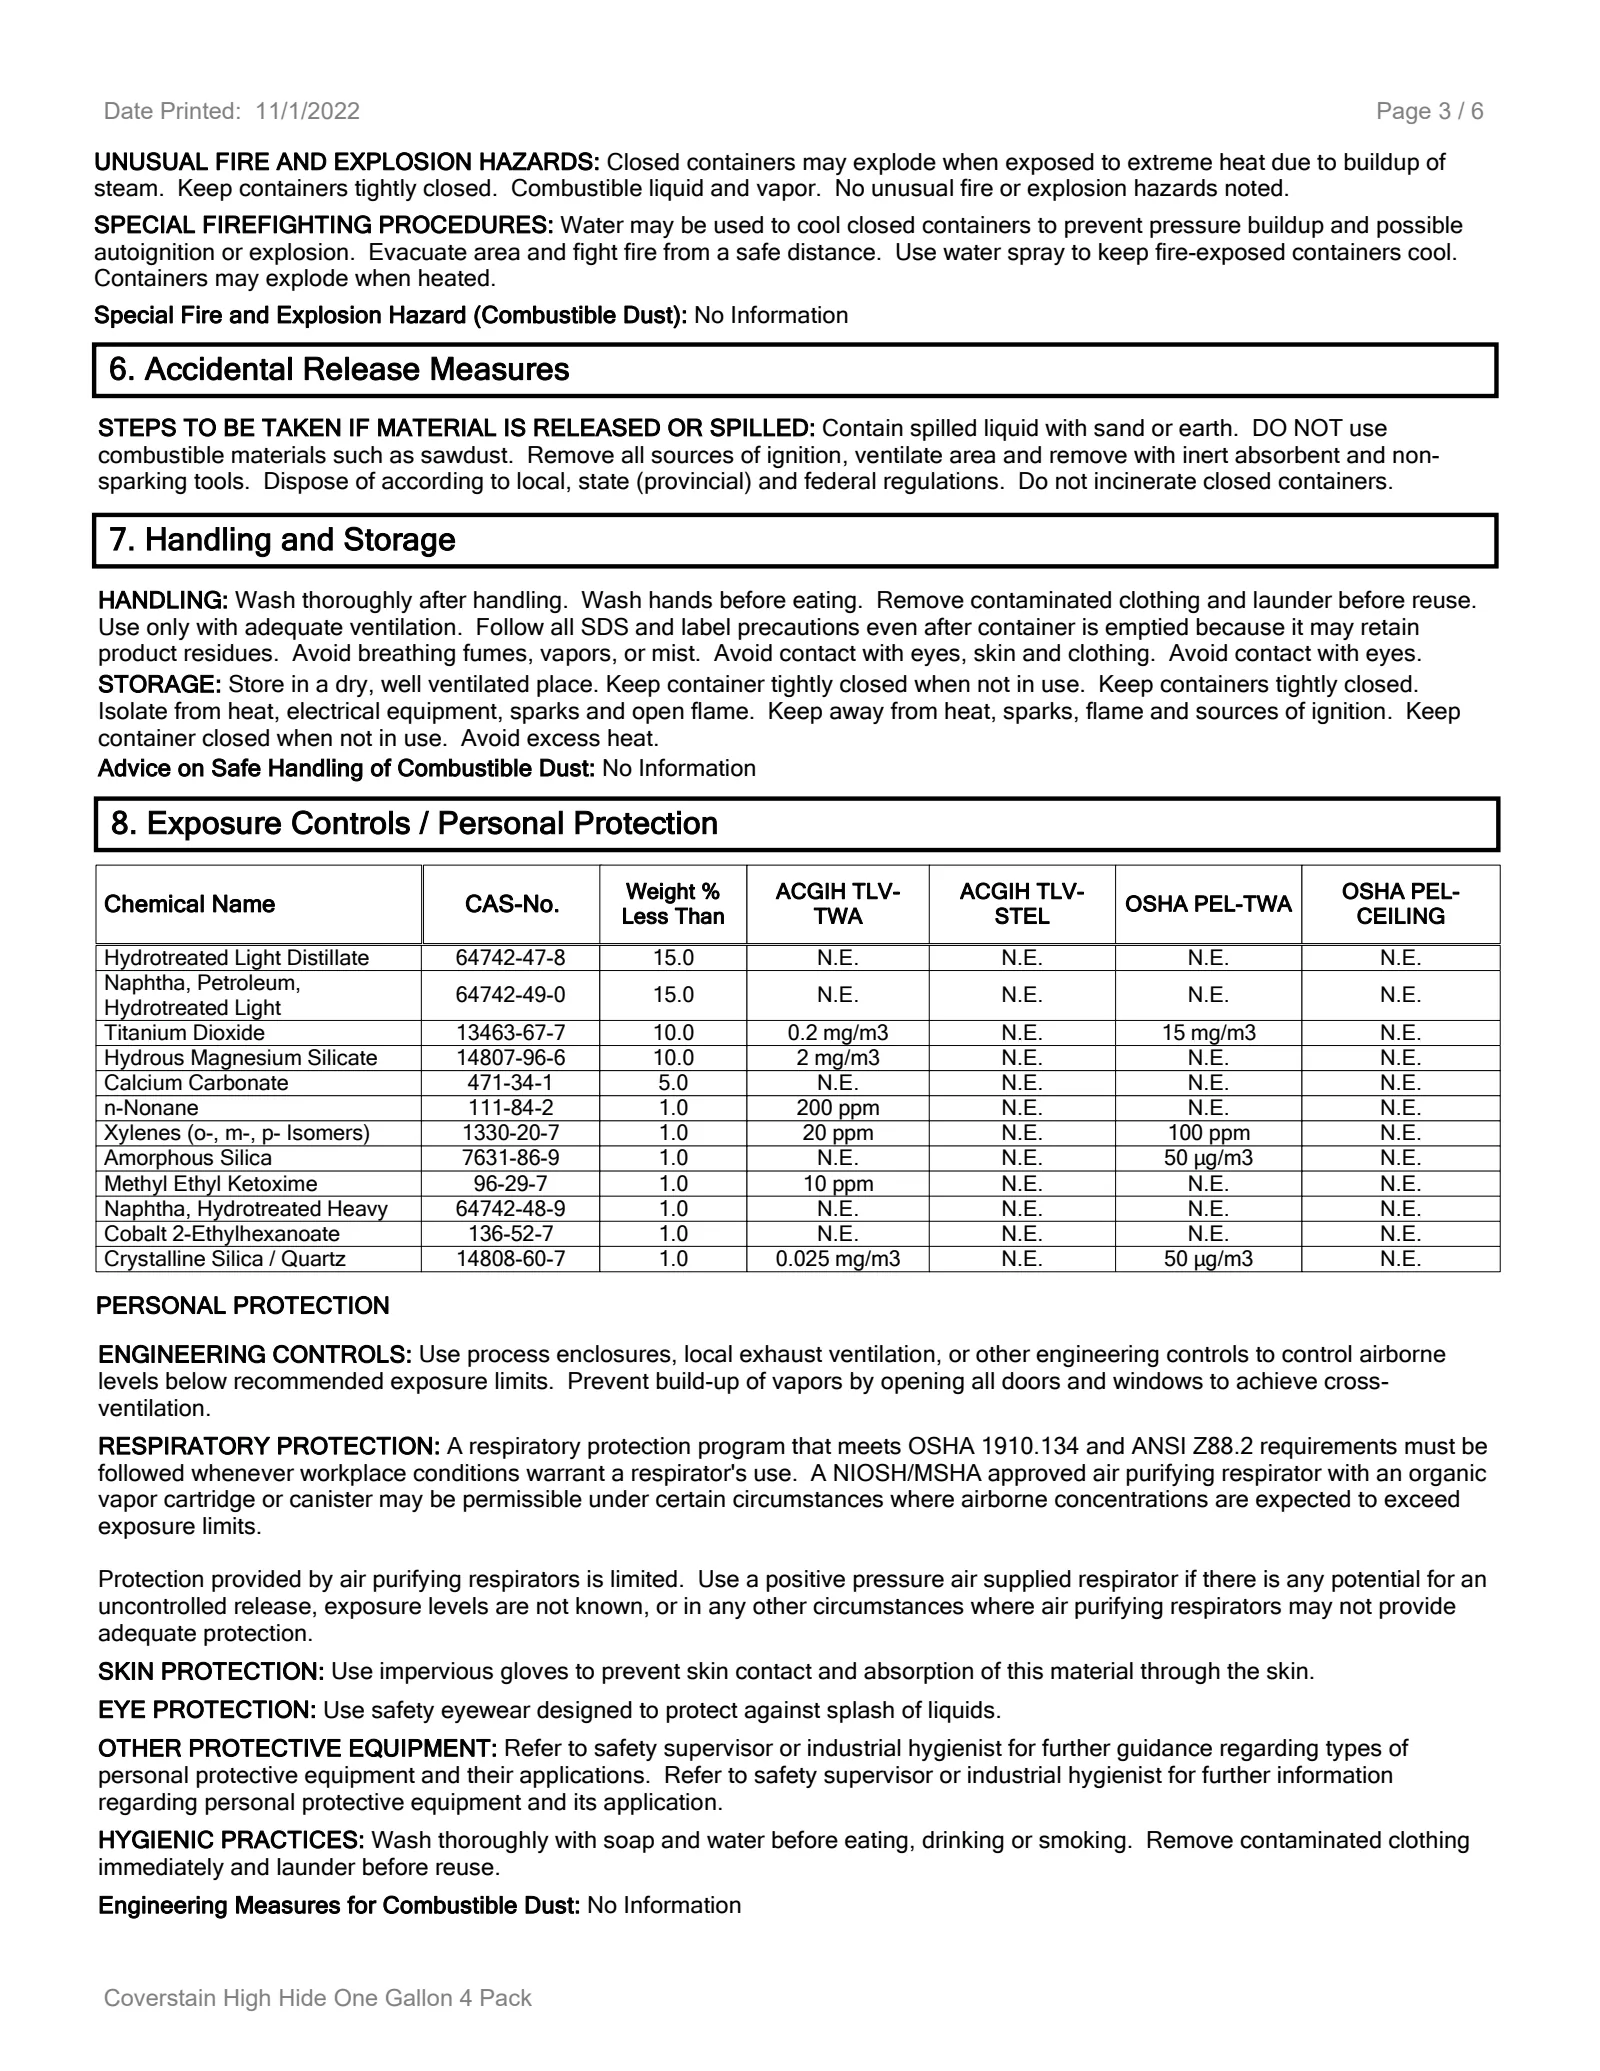 Date Printed: 11/1/2022 Page 3 / 6
UNUSUAL FIRE AND EXPLOSION HAZARDS: Closed containers may explode when exposed to extreme heat due to buildup of
steam. Keep containers tightly closed. Combustible liquid and vapor. No unusual fire or explosion hazards noted.
SPECIAL FIREFIGHTING PROCEDURES: Water may be used to cool closed containers to prevent pressure buildup and possible
autoignition or explosion. Evacuate area and fight fire from a safe distance. Use water spray to keep fire-exposed containers cool.
Containers may explode when heated.
Special Fire and Explosion Hazard (Combustible Dust): No Information
6. Accidental Release Measures
STEPS TO BE TAKEN IF MATERIAL IS RELEASED OR SPILLED: Contain spilled liquid with sand or earth. DO NOT use
combustible materials such as sawdust. Remove all sources of ignition, ventilate area and remove with inert absorbent and non-
sparking tools. Dispose of according to local, state (provincial) and federal regulations. Do not incinerate closed containers.
7. Handling and Storage
HANDLING: Wash thoroughly after handling. Wash hands before eating. Remove contaminated clothing and launder before reuse.
Use only with adequate ventilation. Follow all SDS and label precautions even after container is emptied because it may retain
product residues. Avoid breathing fumes, vapors, or mist. Avoid contact with eyes, skin and clothing. Avoid contact with eyes.
STORAGE: Store in a dry, well ventilated place. Keep container tightly closed when not in use. Keep containers tightly closed.
Isolate from heat, electrical equipment, sparks and open flame. Keep away from heat, sparks, flame and sources of ignition. Keep
container closed when not in use. Avoid excess heat.
Advice on Safe Handling of Combustible Dust: No Information
8. Exposure Controls / Personal Protection
Chemical Name CAS-No. Weight % Less Than ACGIH TLV-TWA ACGIH TLV-STEL OSHA PEL-TWA OSHA PEL-CEILING
Hydrotreated Light Distillate 64742-47-8 15.0 N.E. N.E. N.E. N.E.
Naphtha, Petroleum,
Hydrotreated Light 64742-49-0 15.0 N.E. N.E. N.E. N.E.
Titanium Dioxide 13463-67-7 10.0 0.2 mg/m3 N.E. 15 mg/m3 N.E.
Hydrous Magnesium Silicate 14807-96-6 10.0 2 mg/m3 N.E. N.E. N.E.
Calcium Carbonate 471-34-1 5.0 N.E. N.E. N.E. N.E.
n-Nonane 111-84-2 1.0 200 ppm N.E. N.E. N.E.
Xylenes (o-, m-, p- Isomers) 1330-20-7 1.0 20 ppm N.E. 100 ppm N.E.
Amorphous Silica 7631-86-9 1.0 N.E. N.E. 50 µg/m3 N.E.
Methyl Ethyl Ketoxime 96-29-7 1.0 10 ppm N.E. N.E. N.E.
Naphtha, Hydrotreated Heavy 64742-48-9 1.0 N.E. N.E. N.E. N.E.
Cobalt 2-Ethylhexanoate 136-52-7 1.0 N.E. N.E. N.E. N.E.
Crystalline Silica / Quartz 14808-60-7 1.0 0.025 mg/m3 N.E. 50 µg/m3 N.E.
PERSONAL PROTECTION
ENGINEERING CONTROLS: Use process enclosures, local exhaust ventilation, or other engineering controls to control airborne
levels below recommended exposure limits. Prevent build-up of vapors by opening all doors and windows to achieve cross-
ventilation.
RESPIRATORY PROTECTION: A respiratory protection program that meets OSHA 1910.134 and ANSI Z88.2 requirements must be
followed whenever workplace conditions warrant a respirator's use. A NIOSH/MSHA approved air purifying respirator with an organic
vapor cartridge or canister may be permissible under certain circumstances where airborne concentrations are expected to exceed
exposure limits.
Protection provided by air purifying respirators is limited. Use a positive pressure air supplied respirator if there is any potential for an
uncontrolled release, exposure levels are not known, or in any other circumstances where air purifying respirators may not provide
adequate protection.
SKIN PROTECTION: Use impervious gloves to prevent skin contact and absorption of this material through the skin.
EYE PROTECTION: Use safety eyewear designed to protect against splash of liquids.
OTHER PROTECTIVE EQUIPMENT: Refer to safety supervisor or industrial hygienist for further guidance regarding types of
personal protective equipment and their applications. Refer to safety supervisor or industrial hygienist for further information
regarding personal protective equipment and its application.
HYGIENIC PRACTICES: Wash thoroughly with soap and water before eating, drinking or smoking. Remove contaminated clothing
immediately and launder before reuse.
Engineering Measures for Combustible Dust: No Information
Coverstain High Hide One Gallon 4 Pack